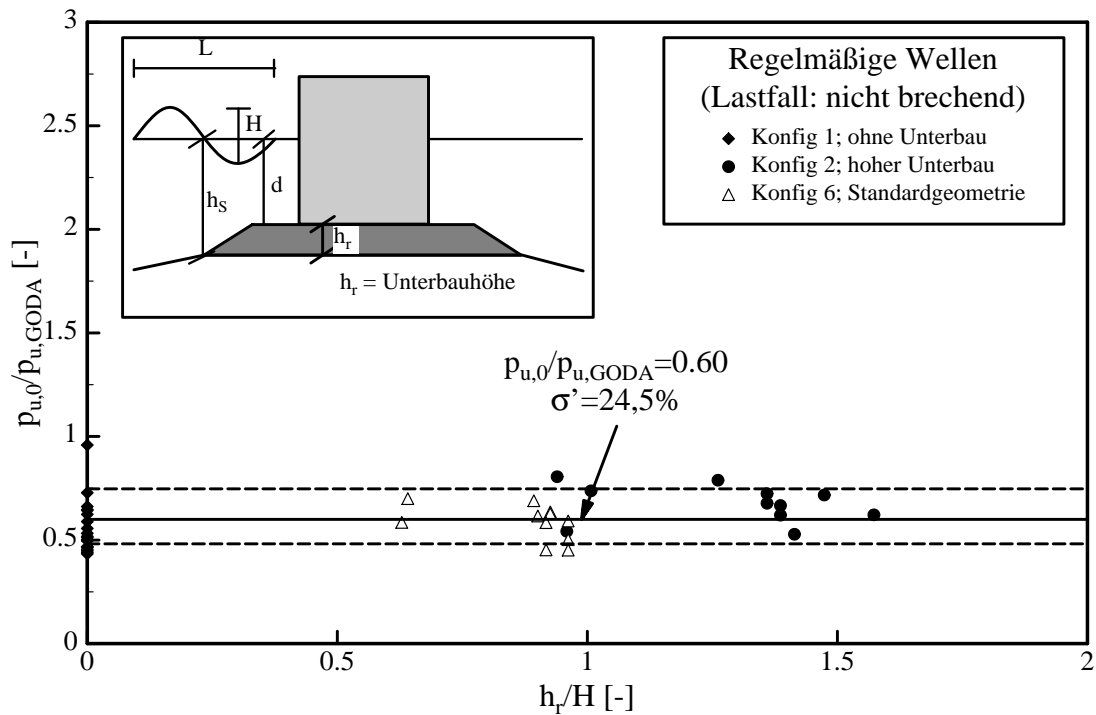 3
2.5
2
1.5
1
0.5
0
p_u,0/p_u,GODA [-]
L
H
h_S
d
h_r
h_r = Unterbauhöhe
Regelmäßige Wellen
(Lastfall: nicht brechend)
Konfig 1; ohne Unterbau
Konfig 2; hoher Unterbau
Konfig 6; Standardgeometrie
p_u,0/p_u,GODA=0.60
σ'=24,5%
0 0.5 1 1.5 2
h_r/H [-]